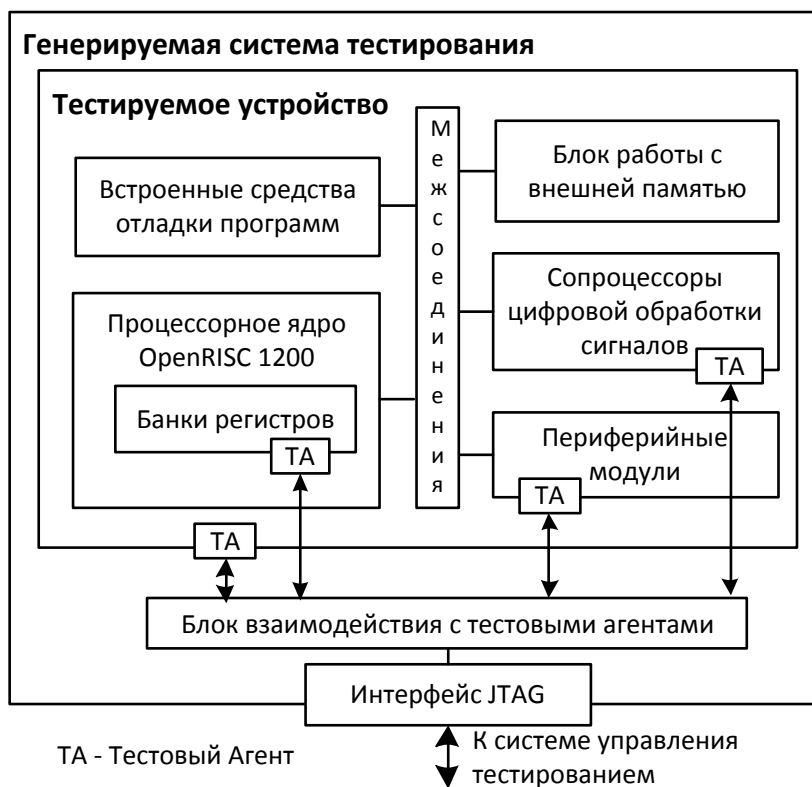 Генерируемая система тестирования
Тестируемое устройство
Межсоединения
Встроенные средства
отладки программ
Блок работы с
внешней памятью
Процессорное ядро
OpenRISC 1200
Банки регистров
ТА
Сопроцессоры
цифровой обработки
сигналов
ТА
Периферийные
модули
ТА
ТА
Блок взаимодействия с тестовыми агентами
Интерфейс JTAG
ТА - Тестовый Агент
К системе управления
тестированием